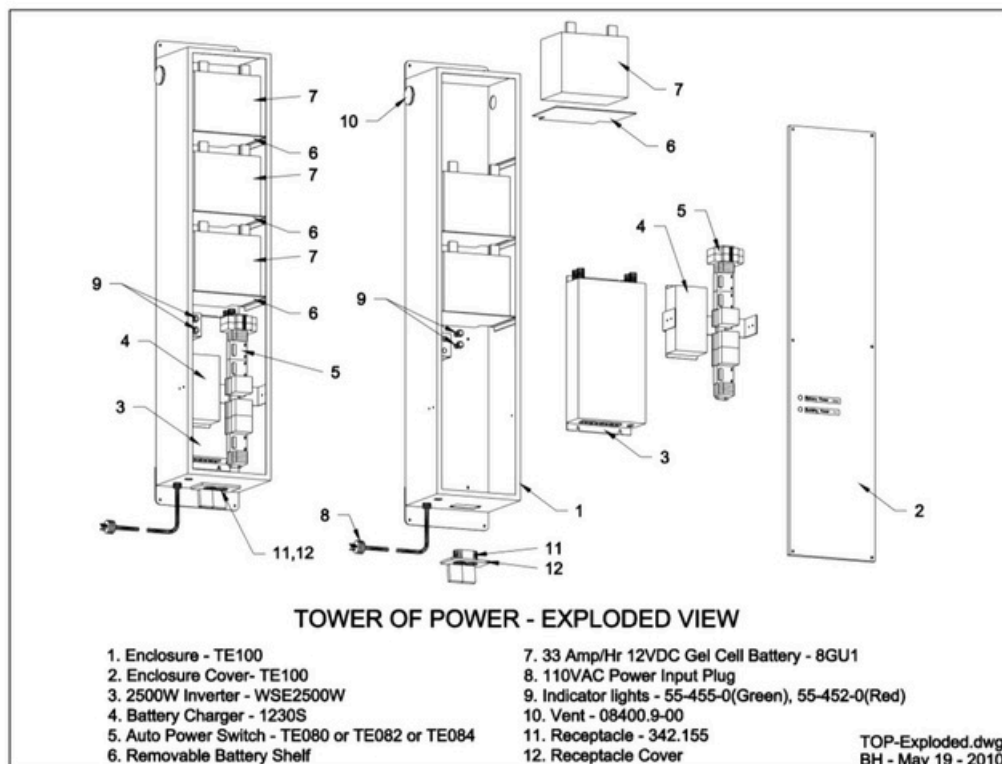 7
7
10
6
6
7
5
6
4
7
9
6
9
4
5
3
3
1
2
8
11
11,12
12
TOWER OF POWER - EXPLODED VIEW
1. Enclosure - TE100
2. Enclosure Cover- TE100
3. 2500W Inverter - WSE2500W
4. Battery Charger - 1230S
5. Auto Power Switch - TE080 or TE082 or TE084
6. Removable Battery Shelf
7. 33 Amp/Hr 12VDC Gel Cell Battery - 8GU1
8. 110VAC Power Input Plug
9. Indicator lights - 55-455-0(Green), 55-452-0(Red)
10. Vent - 08400.9-00
11. Receptacle - 342.155
12. Receptacle Cover
TOP-Exploded.dwg
BH - May 19 - 2010